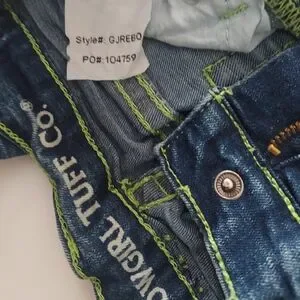 Style#: GJREBO
PO#: 104759
OWGIRL TUFF CO.®